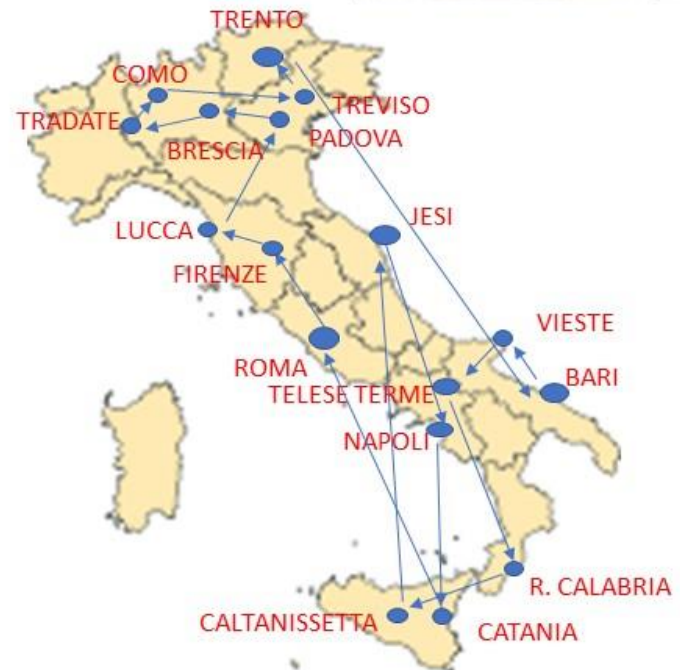 TRENTO
COMO
TREVISO
TRADATE
PADOVA
BRESCIA
JESI
LUCCA
FIRENZE
VIESTE
ROMA
BARI
TELESE TERME
NAPOLI
R. CALABRIA
CALTANISSETTA
CATANIA